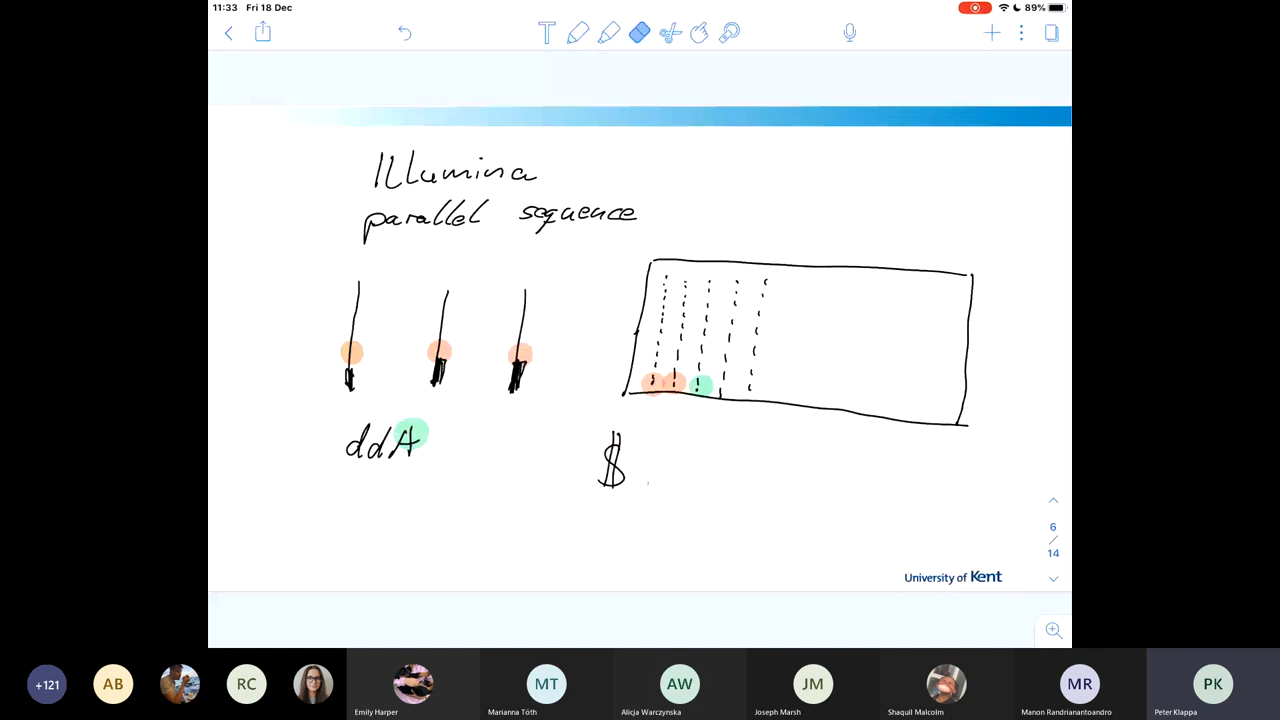 11:33 Fri 18 Dec
89%
T
Illumina
parallel sequence
ddA
$
6
/
14
University of Kent
+121
AB
RC
MT
AW
JM
MR
PK
Emily Harper
Marianna Tóth
Alicja Warczynska
Joseph Marsh
Shaquil Malcolm
Manon Randrianantoandro
Peter Klappa